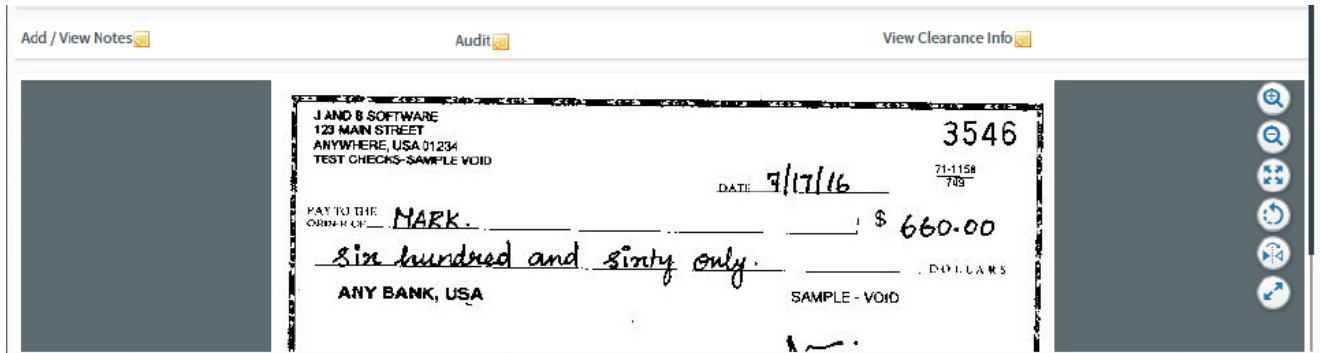 Add / View Notes Audit View Clearance Info
J AND B SOFTWARE
123 MAIN STREET
ANYWHERE, USA 01234
TEST CHECKS-SAMPLE VOID
3546
71-1158
749
DATE 7/17/16
PAY TO THE
ORDER OF MARK. $ 660.00
six hundred and sixty only. DOLLARS
ANY BANK, USA
SAMPLE - VOID